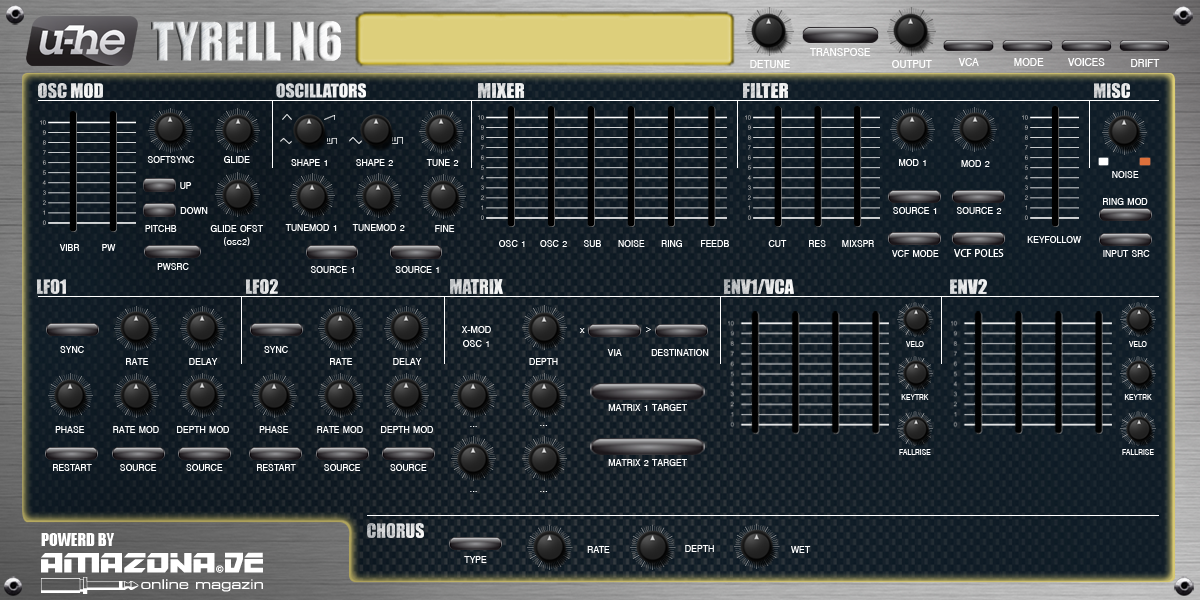 u-he TYRELL N6
DETUNE TRANSPOSE OUTPUT VCA MODE VOICES DRIFT
OSC MOD
10
9
8
7
6
5
4
3
2
1
0
VIBR PW
SOFTSYNC GLIDE
UP
DOWN
PITCHB
GLIDE OFST
(osc2)
PWSRC
OSCILLATORS
SHAPE 1 SHAPE 2 TUNE 2
TUNEMOD 1 TUNEMOD 2 FINE
SOURCE 1 SOURCE 1
MIXER
10
9
8
7
6
5
4
3
2
1
0
OSC 1 OSC 2 SUB NOISE RING FEEDB
FILTER
10
9
8
7
6
5
4
3
2
1
0
CUT RES MIXSPR
MOD 1 MOD 2
SOURCE 1 SOURCE 2
VCF MODE VCF POLES
10
9
8
7
6
5
4
3
2
1
0
KEYFOLLOW
MISC
NOISE
RING MOD
INPUT SRC
LFO1
SYNC RATE DELAY
PHASE RATE MOD DEPTH MOD
RESTART SOURCE SOURCE
LFO2
SYNC RATE DELAY
PHASE RATE MOD DEPTH MOD
RESTART SOURCE SOURCE
MATRIX
X-MOD
OSC 1
DEPTH
x >
VIA DESTINATION
... ...
MATRIX 1 TARGET
... ...
MATRIX 2 TARGET
ENV1/VCA
10
9
8
7
6
5
4
3
2
1
0
VELO
KEYTRK
FALLRISE
ENV2
10
9
8
7
6
5
4
3
2
1
0
VELO
KEYTRK
FALLRISE
CHORUS
TYPE RATE DEPTH WET
POWERD BY
AMAZONA©DE
online magazin